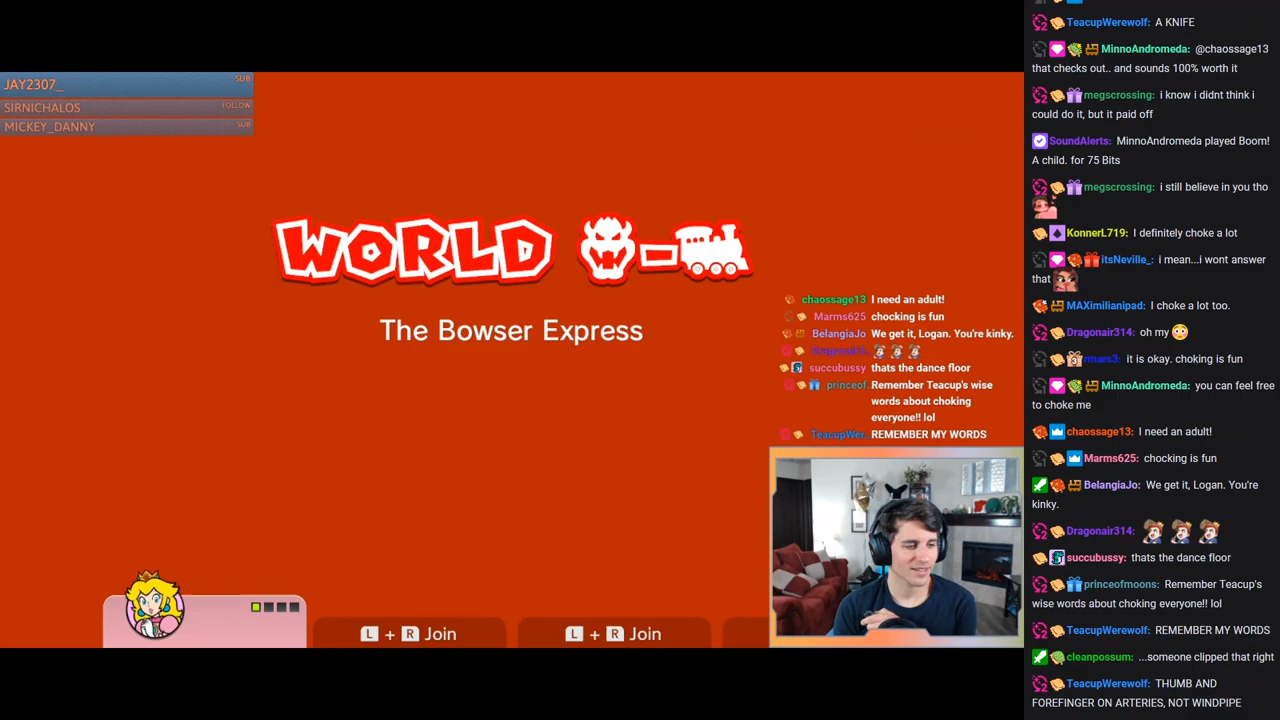 JAY2307_ SUB
SIRNICHALOS FOLLOW
MICKEY_DANNY SUB
WORLD -
The Bowser Express
L + R Join
L + R Join
chaossage13 I need an adult!
Marms625 chocking is fun
BelangiaJo We get it, Logan. You're kinky.
succubussy thats the dance floor
princeof. Remember Teacup's wise
words about choking
everyone!! lol
TeacupWer. REMEMBER MY WORDS
TeacupWerewolf: A KNIFE
MinnoAndromeda: @chaossage13
that checks out.. and sounds 100% worth it
megscrossing: i know i didnt think i
could do it, but it paid off
SoundAlerts: MinnoAndromeda played Boom!
A child. for 75 Bits
megscrossing: i still believe in you tho
KonnerL719: I definitely choke a lot
itsNeville_: i mean...i wont answer
that
MAXimilianipad: I choke a lot too.
Dragonair314: oh my
rmars3: it is okay. choking is fun
MinnoAndromeda: you can feel free
to choke me
chaossage13: I need an adult!
Marms625: chocking is fun
BelangiaJo: We get it, Logan. You're
kinky.
Dragonair314:
succubussy: thats the dance floor
princeofmoons: Remember Teacup's
wise words about choking everyone!! lol
TeacupWerewolf: REMEMBER MY WORDS
cleanpossum: ...someone clipped that right
TeacupWerewolf: THUMB AND
FOREFINGER ON ARTERIES, NOT WINDPIPE